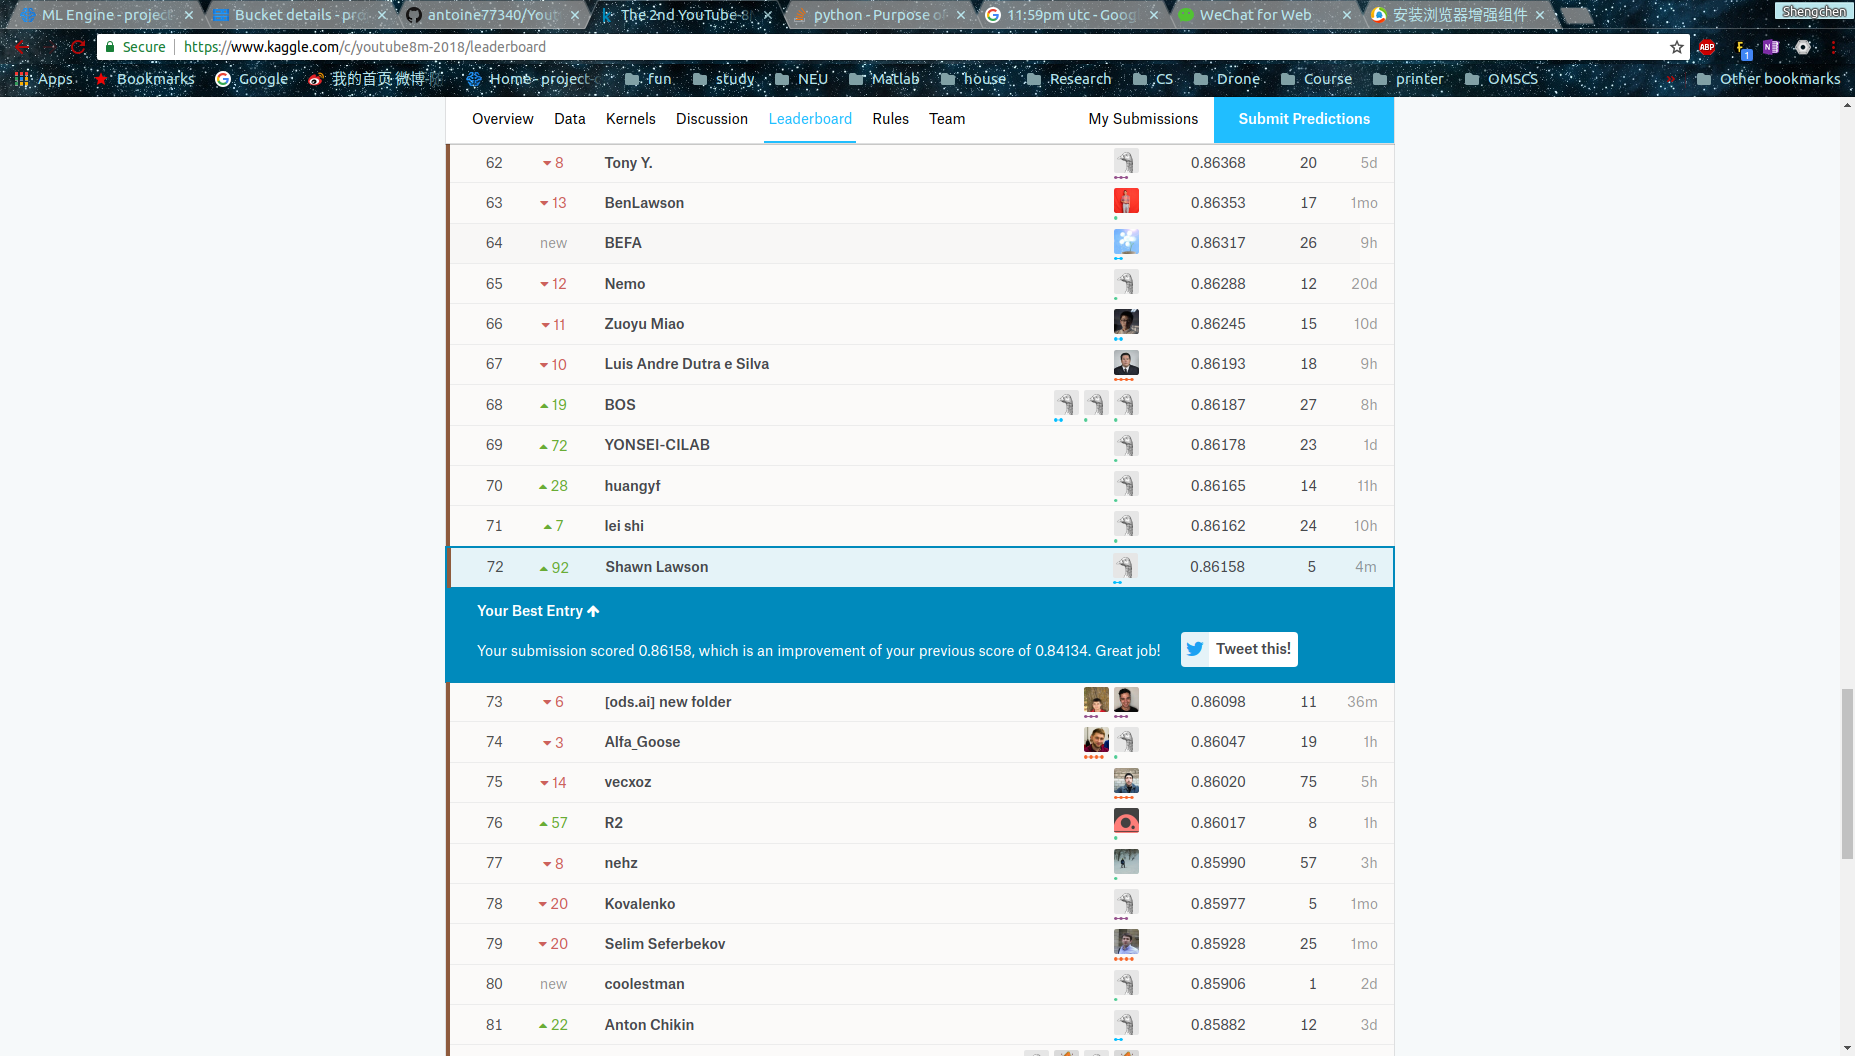 ML Engine - project
Bucket details - pro
antoine77340/Yout
The 2nd YouTube-8
python - Purpose of
11:59pm utc - Goog
WeChat for Web
安装浏览器增强组件
Shengchen
Secure https://www.kaggle.com/c/youtube8m-2018/leaderboard
ABP
1
Apps Bookmarks Google 我的首页 微博 Home - project- fun study NEU Matlab house Research CS Drone Course printer OMSCS » Other bookmarks
Overview Data Kernels Discussion Leaderboard Rules Team My Submissions Submit Predictions
62 8 Tony Y. 0.86368 20 5d
63 13 BenLawson 0.86353 17 1mo
64 new BEFA 0.86317 26 9h
65 12 Nemo 0.86288 12 20d
66 11 Zuoyu Miao 0.86245 15 10d
67 10 Luis Andre Dutra e Silva 0.86193 18 9h
68 19 BOS 0.86187 27 8h
69 72 YONSEI-CILAB 0.86178 23 1d
70 28 huangyf 0.86165 14 11h
71 7 lei shi 0.86162 24 10h
72 92 Shawn Lawson 0.86158 5 4m
Your Best Entry
Your submission scored 0.86158, which is an improvement of your previous score of 0.84134. Great job! Tweet this!
73 6 [ods.ai] new folder 0.86098 11 36m
74 3 Alfa_Goose 0.86047 19 1h
75 14 vecxoz 0.86020 75 5h
76 57 R2 0.86017 8 1h
77 8 nehz 0.85990 57 3h
78 20 Kovalenko 0.85977 5 1mo
79 20 Selim Seferbekov 0.85928 25 1mo
80 new coolestman 0.85906 1 2d
81 22 Anton Chikin 0.85882 12 3d